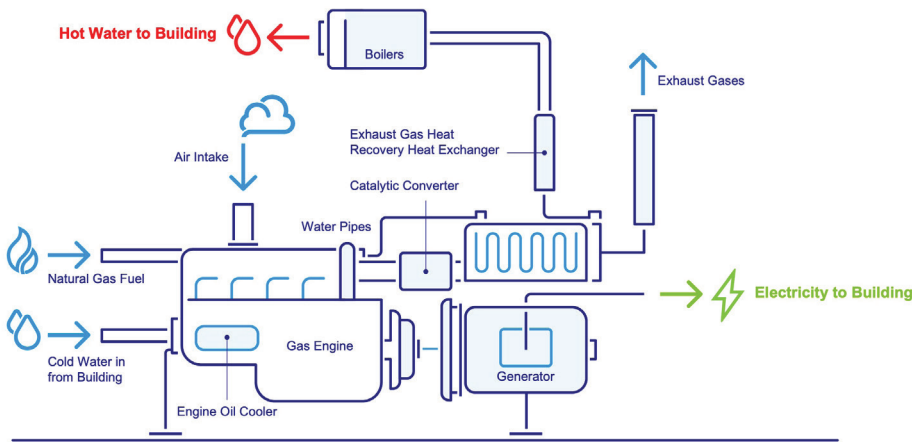 Hot Water to Building
Boilers
Exhaust Gases
Air Intake
Exhaust Gas Heat
Recovery Heat Exchanger
Catalytic Converter
Water Pipes
Natural Gas Fuel
Electricity to Building
Gas Engine
Cold Water in
from Building
Generator
Engine Oil Cooler